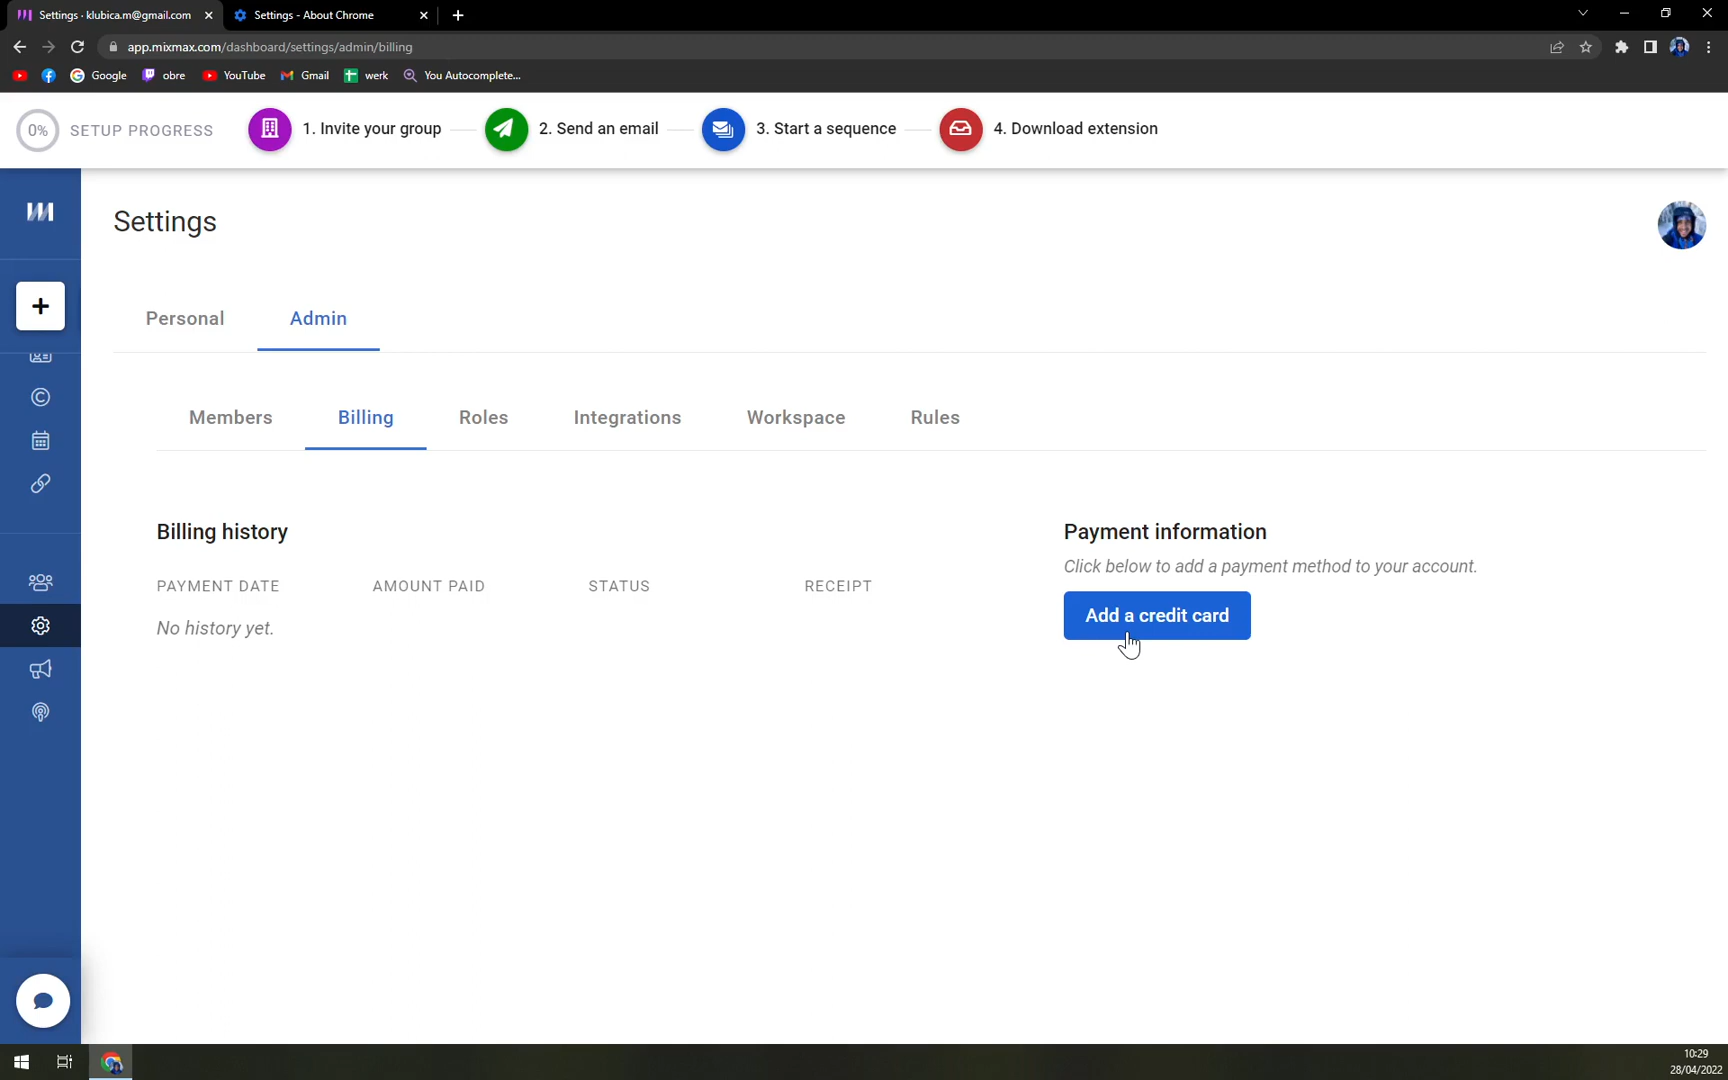 Settings · klubica.m@gmail.com
Settings - About Chrome
app.mixmax.com/dashboard/settings/admin/billing
Google
obre
YouTube
Gmail
werk
You Autocomplete...
0%
SETUP PROGRESS
1. Invite your group
2. Send an email
3. Start a sequence
4. Download extension
Settings
Personal
Admin
Members
Billing
Roles
Integrations
Workspace
Rules
Billing history
Payment information
Click below to add a payment method to your account.
PAYMENT DATE
AMOUNT PAID
STATUS
RECEIPT
Add a credit card
No history yet.
10:29
28/04/2022